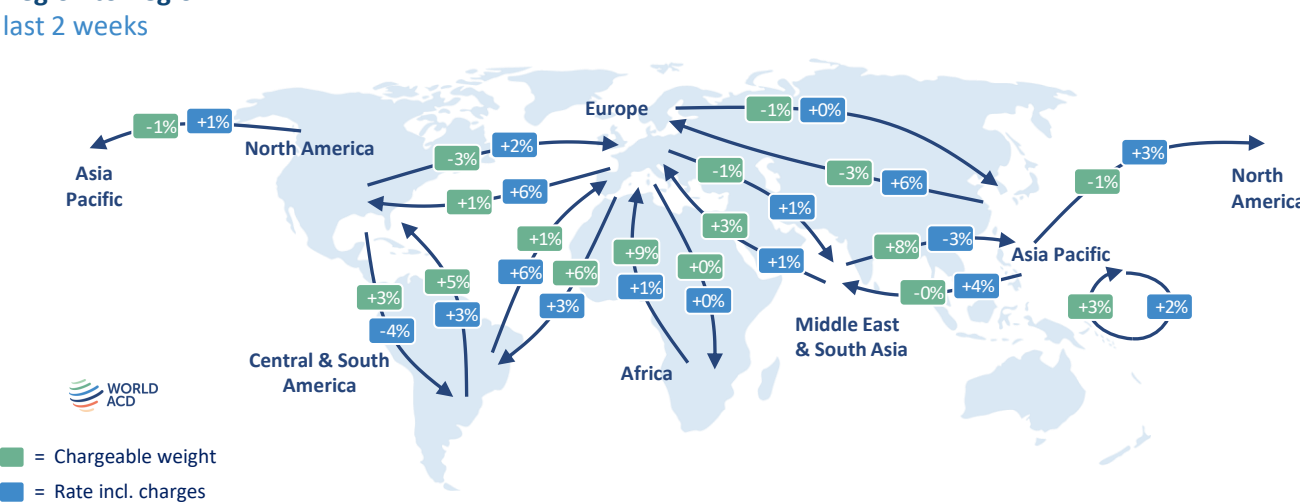 last 2 weeks
Europe
-1% +0%
-1% +1%
North America
Asia
Pacific
-3% +2%
+1% +6%
-1%
+1%
-3% +6%
+3%
-1%
North
America
+3%
+1%
+8% -3%
Asia Pacific
-0% +4%
+1%
+6%
+6%
+3%
+9%
+1%
+0%
+0%
+5%
+3%
+3%
-4%
+3% +2%
Middle East
& South Asia
Central & South
America
Africa
WORLD
ACD
= Chargeable weight
= Rate incl. charges